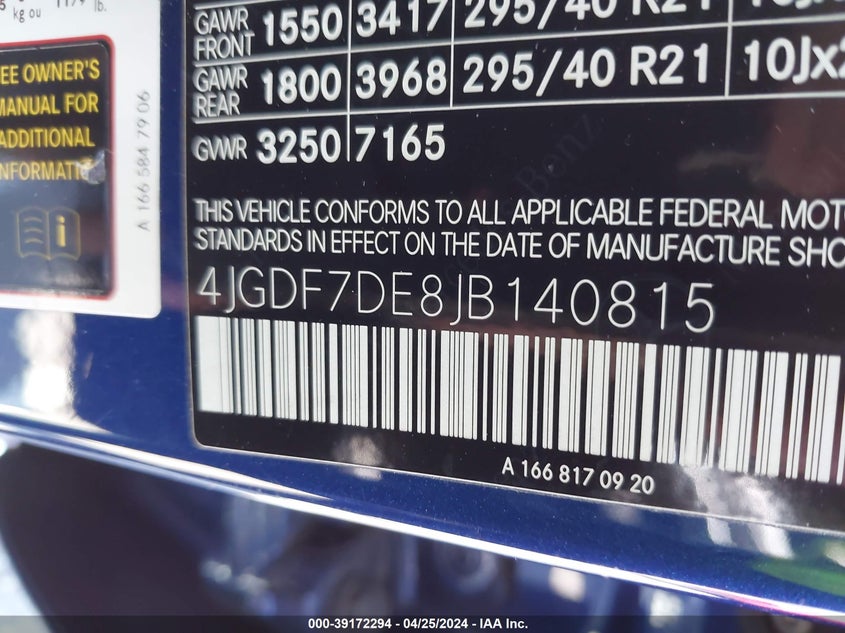 kg ou 1179 lb.
EE OWNER'S
MANUAL FOR
ADDITIONAL
NFORMATI
A 166 584 79 06
GAWR FRONT 1550 3417 295/40 R21
GAWR REAR 1800 3968 295/40 R21 10Jx2
GVWR 3250 7165
THIS VEHICLE CONFORMS TO ALL APPLICABLE FEDERAL MOTO
STANDARDS IN EFFECT ON THE DATE OF MANUFACTURE SHO
4JGDF7DE8JB140815
A 166 817 09 20
000-39172294 - 04/25/2024 - IAA Inc.